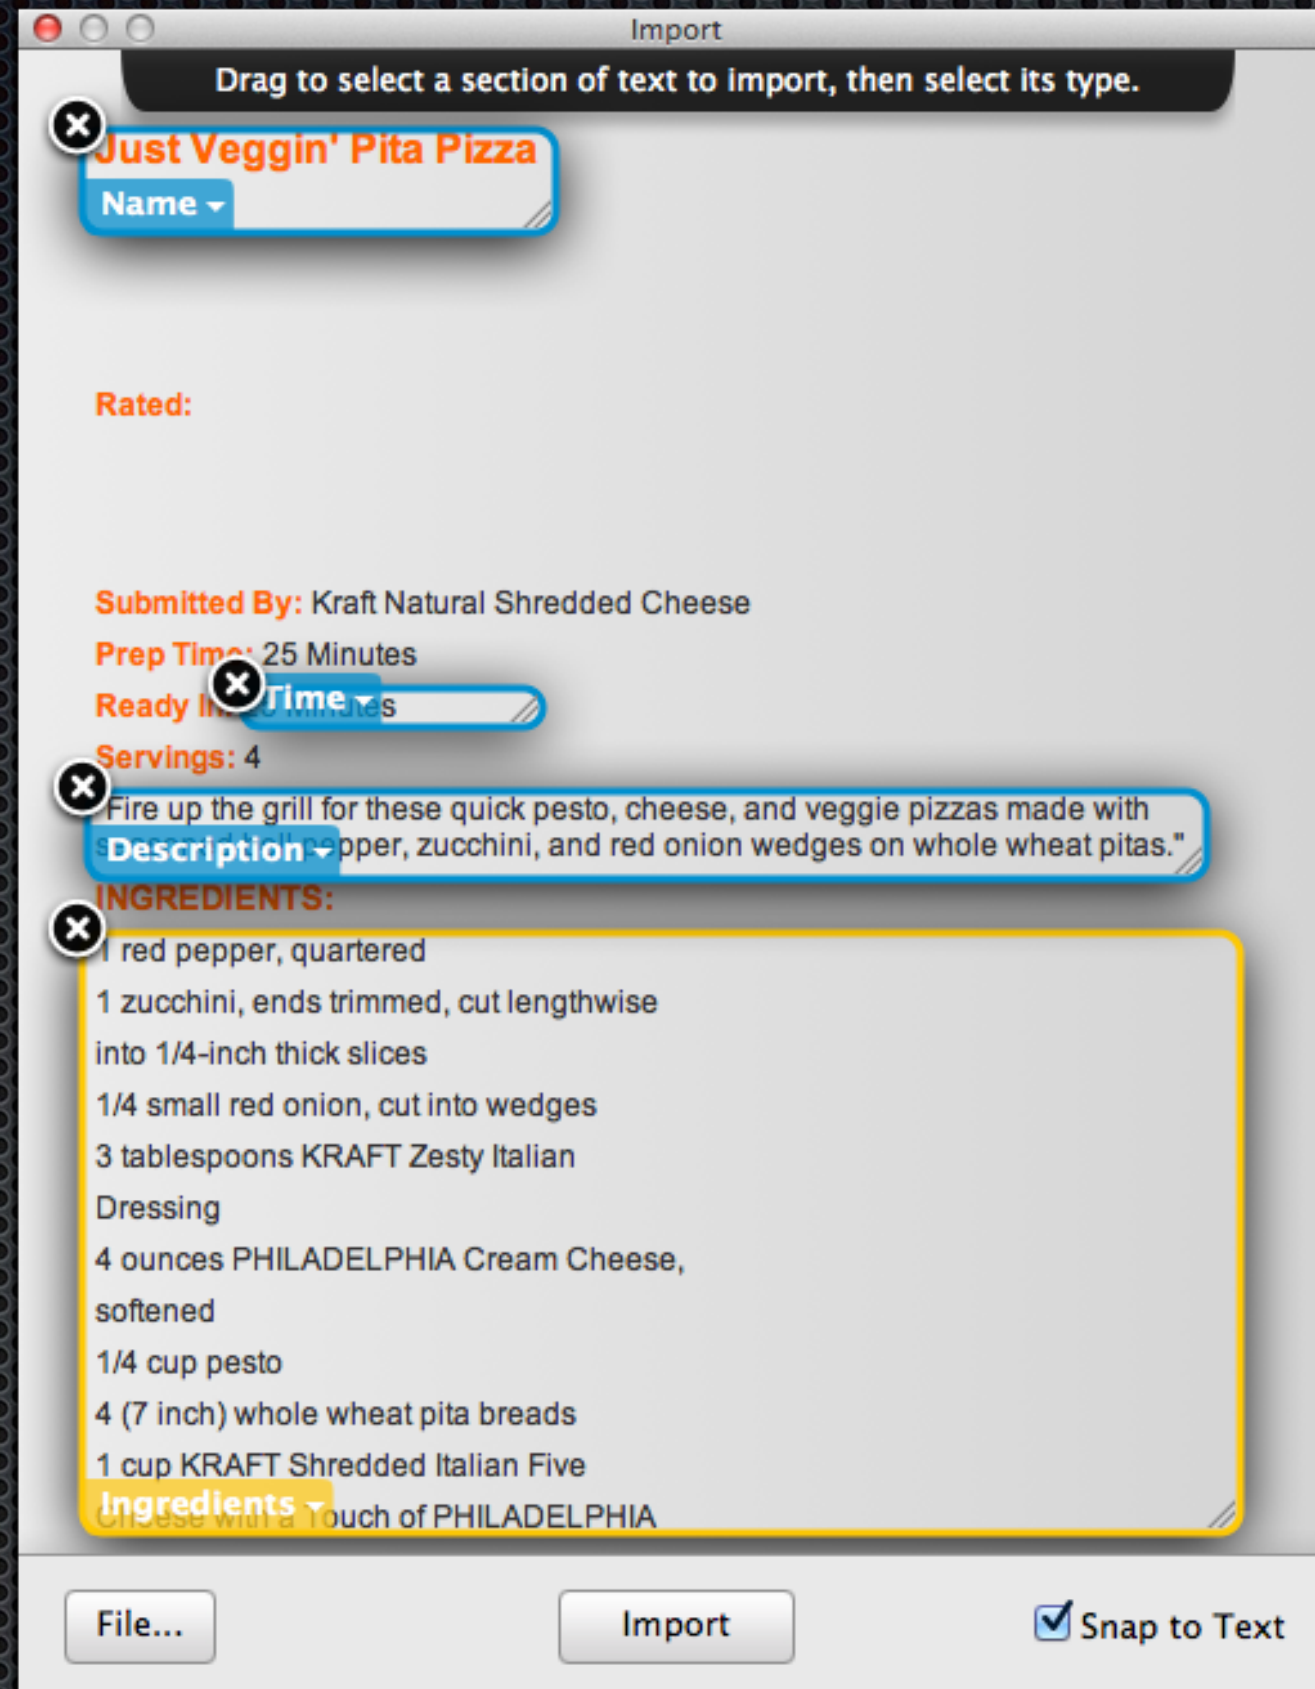 Import
Drag to select a section of text to import, then select its type.
Just Veggin' Pita Pizza
Name
Rated:
Submitted By: Kraft Natural Shredded Cheese
Prep Time: 25 Minutes
Time
Ready In: Minutes
Servings: 4
"Fire up the grill for these quick pesto, cheese, and veggie pizzas made with
pepper, zucchini, and red onion wedges on whole wheat pitas."
Description
INGREDIENTS:
1 red pepper, quartered
1 zucchini, ends trimmed, cut lengthwise
into 1/4-inch thick slices
1/4 small red onion, cut into wedges
3 tablespoons KRAFT Zesty Italian
Dressing
4 ounces PHILADELPHIA Cream Cheese,
softened
1/4 cup pesto
4 (7 inch) whole wheat pita breads
1 cup KRAFT Shredded Italian Five
Ingredients
Cheese with a Touch of PHILADELPHIA
File...
Import
Snap to Text